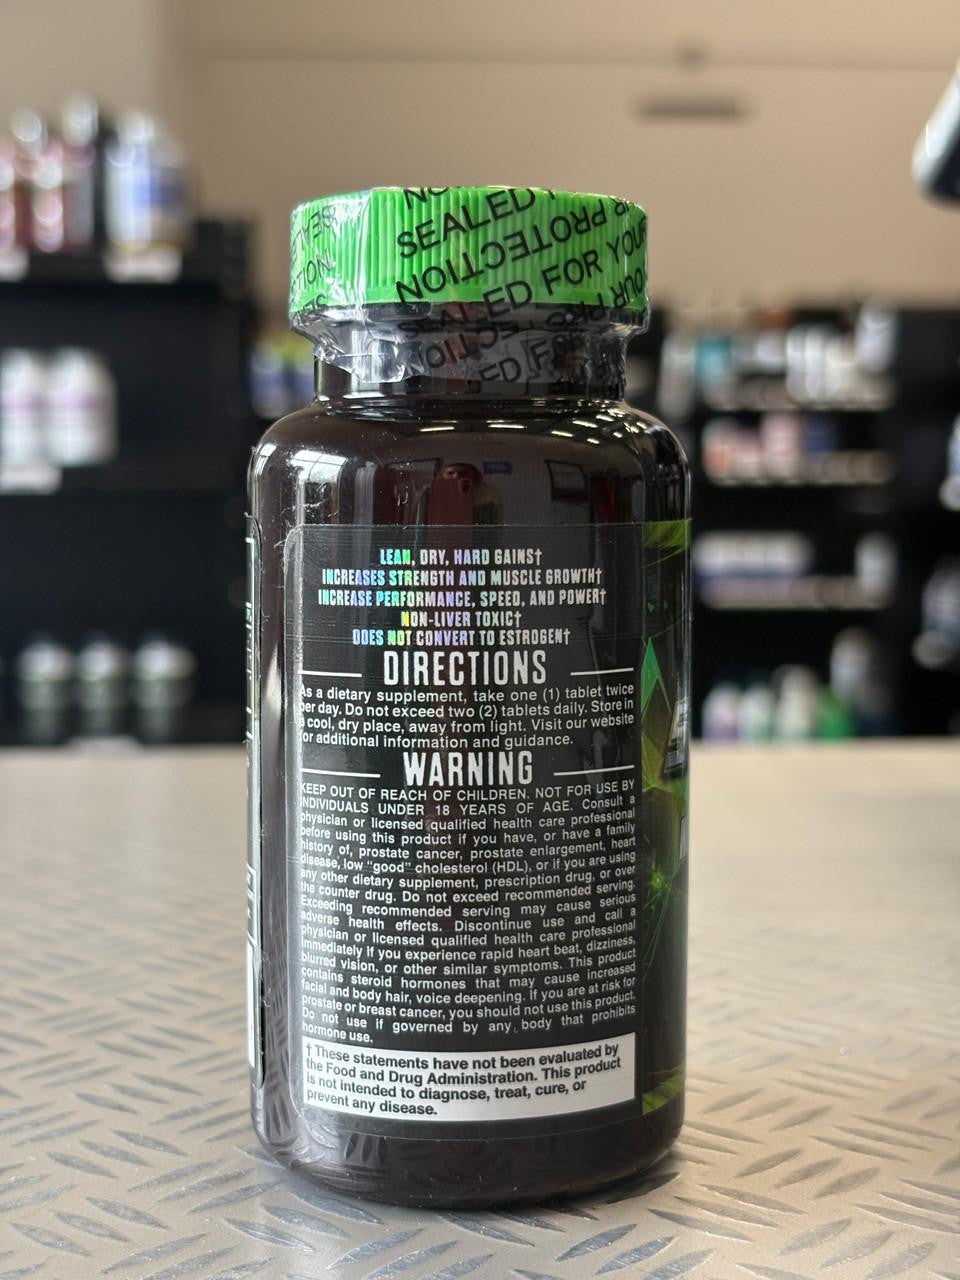 SEALED
PROTECTION
SEALED FOR YOUR
LEAN, DRY, HARD GAINS†
INCREASES STRENGTH AND MUSCLE GROWTH†
INCREASE PERFORMANCE, SPEED, AND POWER†
NON-LIVER TOXIC†
DOES NOT CONVERT TO ESTROGEN†
DIRECTIONS
As a dietary supplement, take one (1) tablet twice
per day. Do not exceed two (2) tablets daily. Store in
a cool, dry place, away from light. Visit our website
for additional information and guidance.
WARNING
KEEP OUT OF REACH OF CHILDREN. NOT FOR USE BY
INDIVIDUALS UNDER 18 YEARS OF AGE. Consult a
physician or licensed qualified health care professional
before using this product if you have, or have a family
history of, prostate cancer, prostate enlargement, heart
disease, low "good" cholesterol (HDL), or if you are using
any other dietary supplement, prescription drug, or over
the counter drug. Do not exceed recommended serving.
Exceeding recommended serving may cause serious
adverse health effects. Discontinue use and call a
physician or licensed qualified health care professional
immediately if you experience rapid heart beat, dizziness,
blurred vision, or other similar symptoms. This product
contains steroid hormones that may cause increased
facial and body hair, voice deepening. If you are at risk for
prostate or breast cancer, you should not use this product.
Do not use if governed by any body that prohibits
hormone use.
† These statements have not been evaluated by
the Food and Drug Administration. This product
is not intended to diagnose, treat, cure, or
prevent any disease.